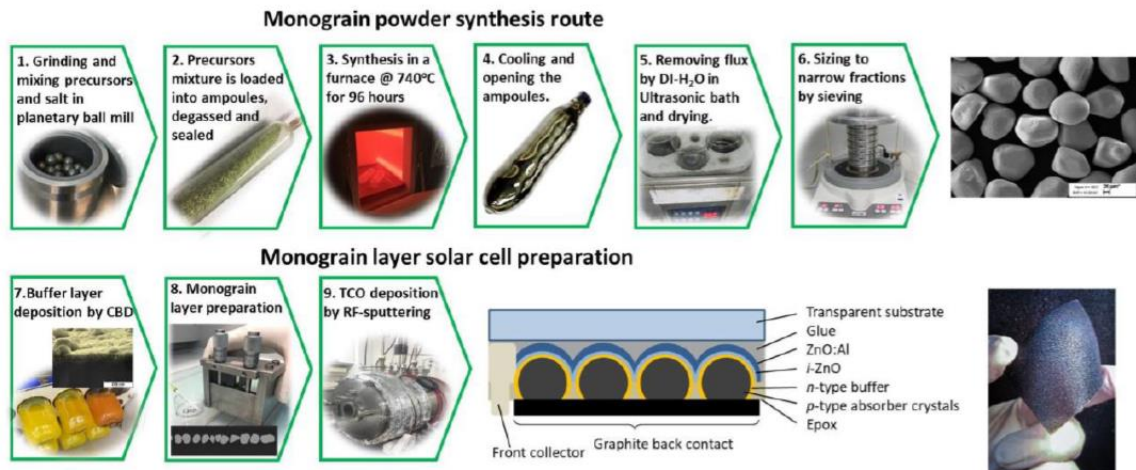 Monograin powder synthesis route
1. Grinding and
mixing precursors
and salt in
planetary ball mill
2. Precursors
mixture is loaded
into ampoules,
degassed and
sealed
3. Synthesis in a
furnace @ 740°C
for 96 hours
4. Cooling and
opening the
ampoules.
5. Removing flux
by DI-H₂O in
Ultrasonic bath
and drying.
6. Sizing to
narrow fractions
by sieving
Monograin layer solar cell preparation
7.Buffer layer
deposition by CBD
8. Monograin
layer preparation
9. TCO deposition
by RF-sputtering
Transparent substrate
Glue
ZnO:Al
i-ZnO
n-type buffer
p-type absorber crystals
Epox
Graphite back contact
Front collector